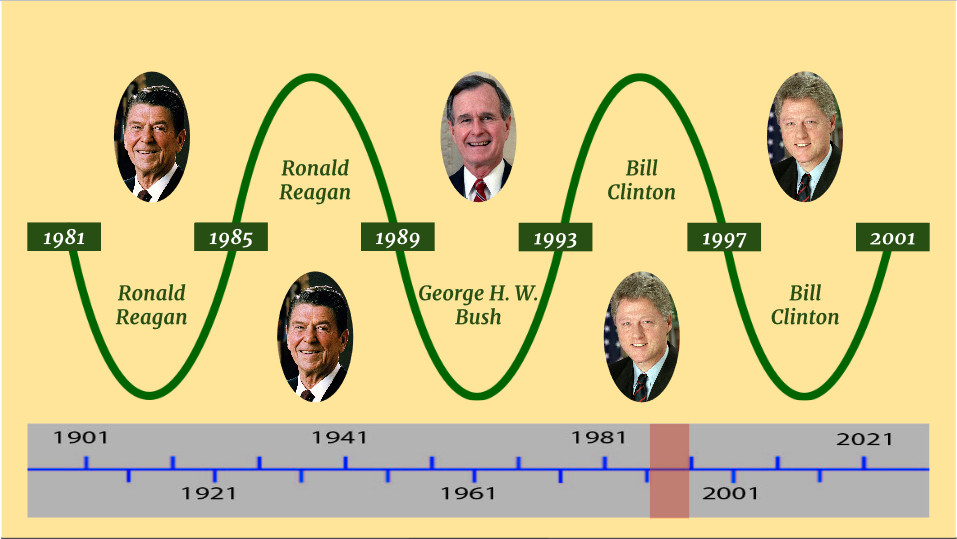 Ronald
Reagan
Bill
Clinton
1981
1985
1989
1993
1997
2001
Ronald
Reagan
George H. W.
Bush
Bill
Clinton
1901
1941
1981
2021
1921
1961
2001